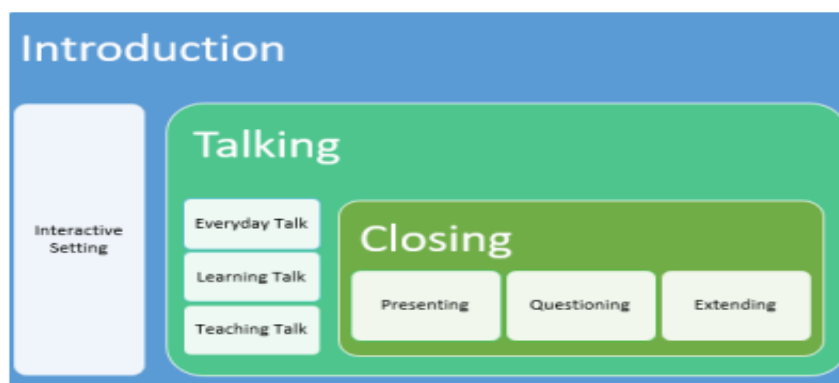 Introduction
Interactive
Setting
Talking
Everyday Talk
Learning Talk
Teaching Talk
Closing
Presenting
Questioning
Extending